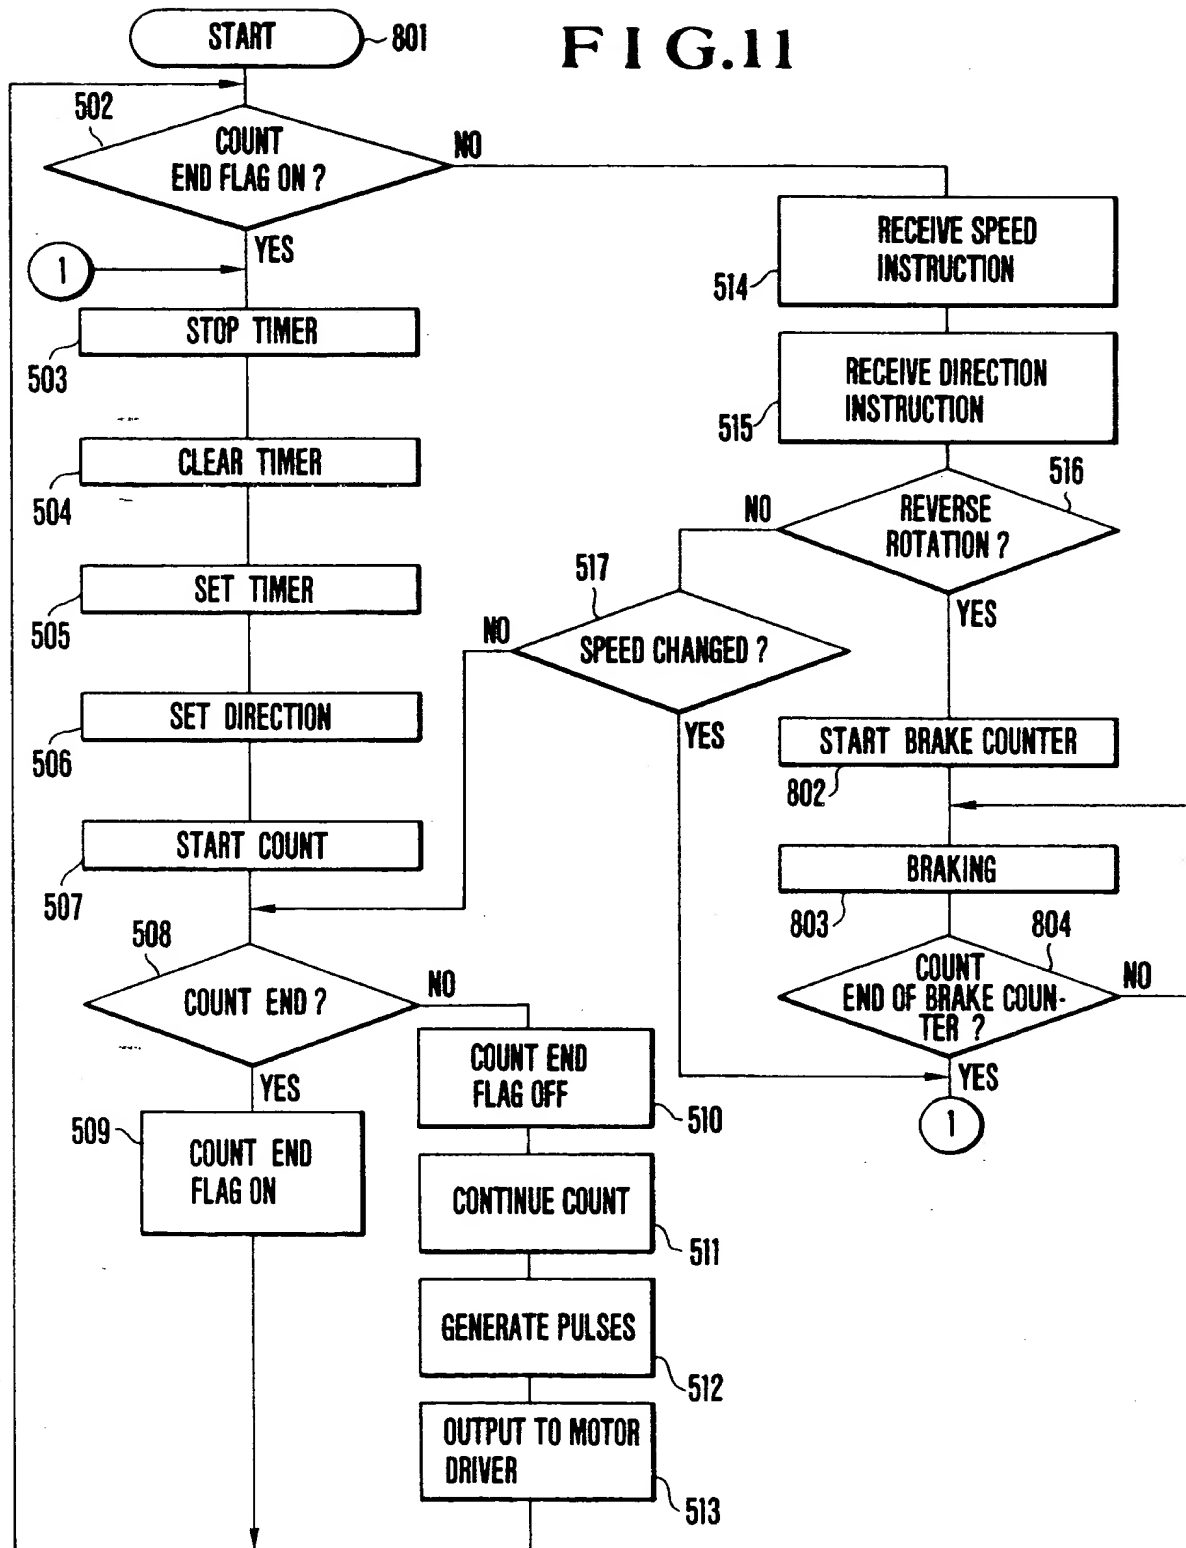 FIG.11
START
801
502
COUNT
END FLAG ON ?
NO
YES
1
STOP TIMER
503
CLEAR TIMER
504
SET TIMER
505
SET DIRECTION
506
START COUNT
507
508
COUNT END ?
NO
YES
509
COUNT END
FLAG ON
COUNT END
FLAG OFF
510
CONTINUE COUNT
511
GENERATE PULSES
512
OUTPUT TO MOTOR
DRIVER
513
RECEIVE SPEED
INSTRUCTION
514
RECEIVE DIRECTION
INSTRUCTION
515
516
REVERSE
ROTATION ?
NO
YES
517
SPEED CHANGED ?
NO
YES
START BRAKE COUNTER
802
BRAKING
803
804
COUNT
END OF BRAKE COUN-
TER ?
NO
YES
1